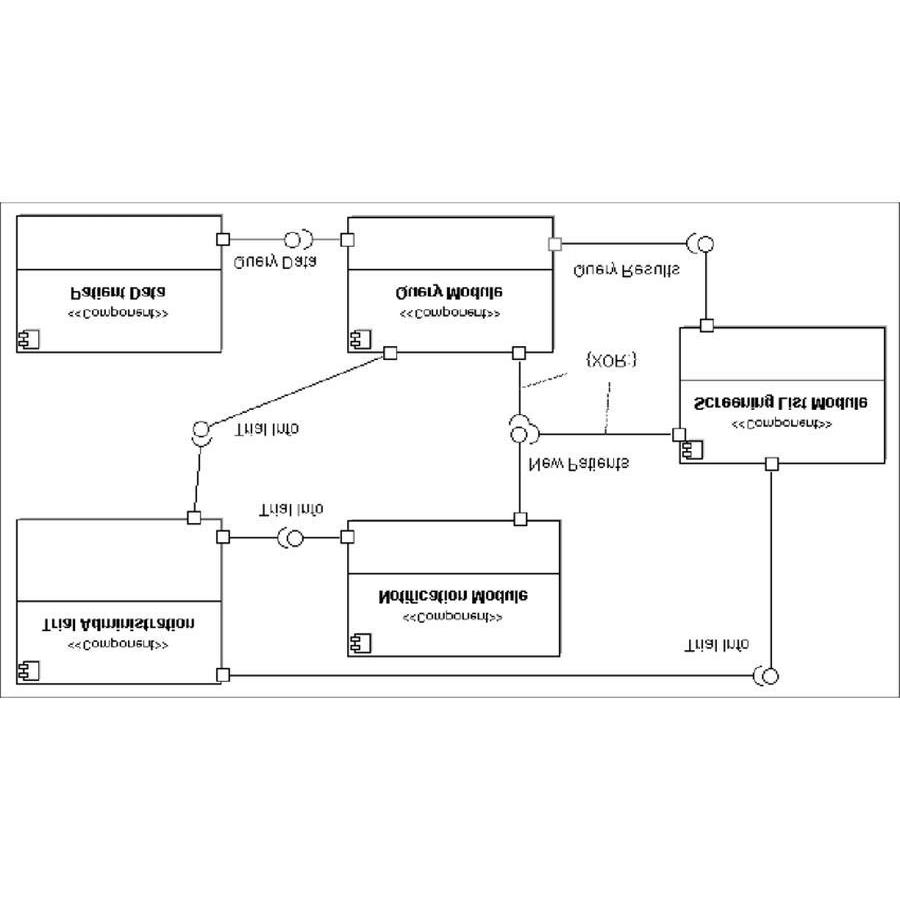 Trial Info
<<Component>>
Trial Administration
<<Component>>
Notification Module
Trial Info
New Patients
Trial Info
<<Component>>
Screening List Module
{XOR:}
<<Component>>
Patient Data
<<Component>>
Query Module
Query Results
Query Data